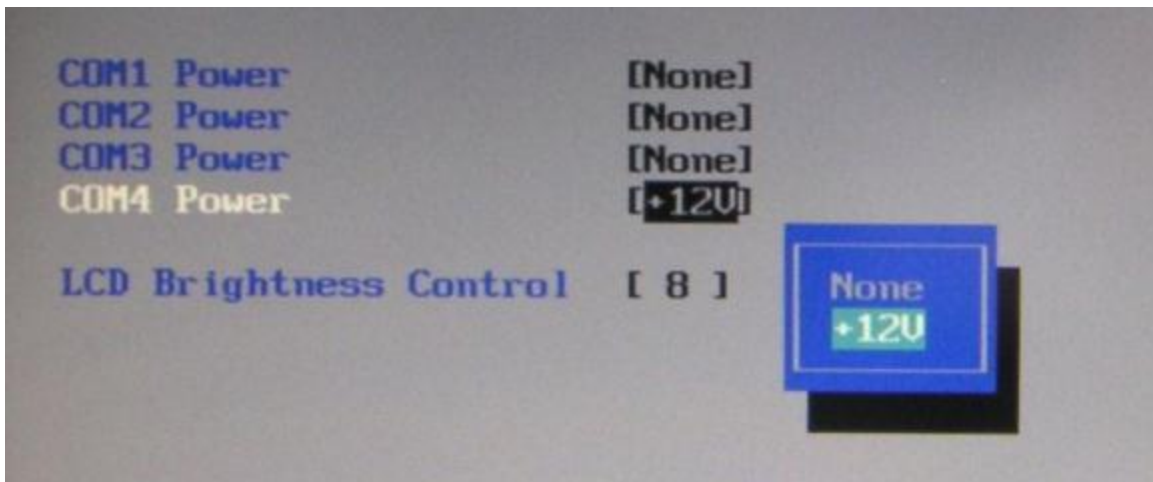 COM1 Power [None]
COM2 Power [None]
COM3 Power [None]
COM4 Power [+12V]
LCD Brightness Control [ 8 ]
None
+12V